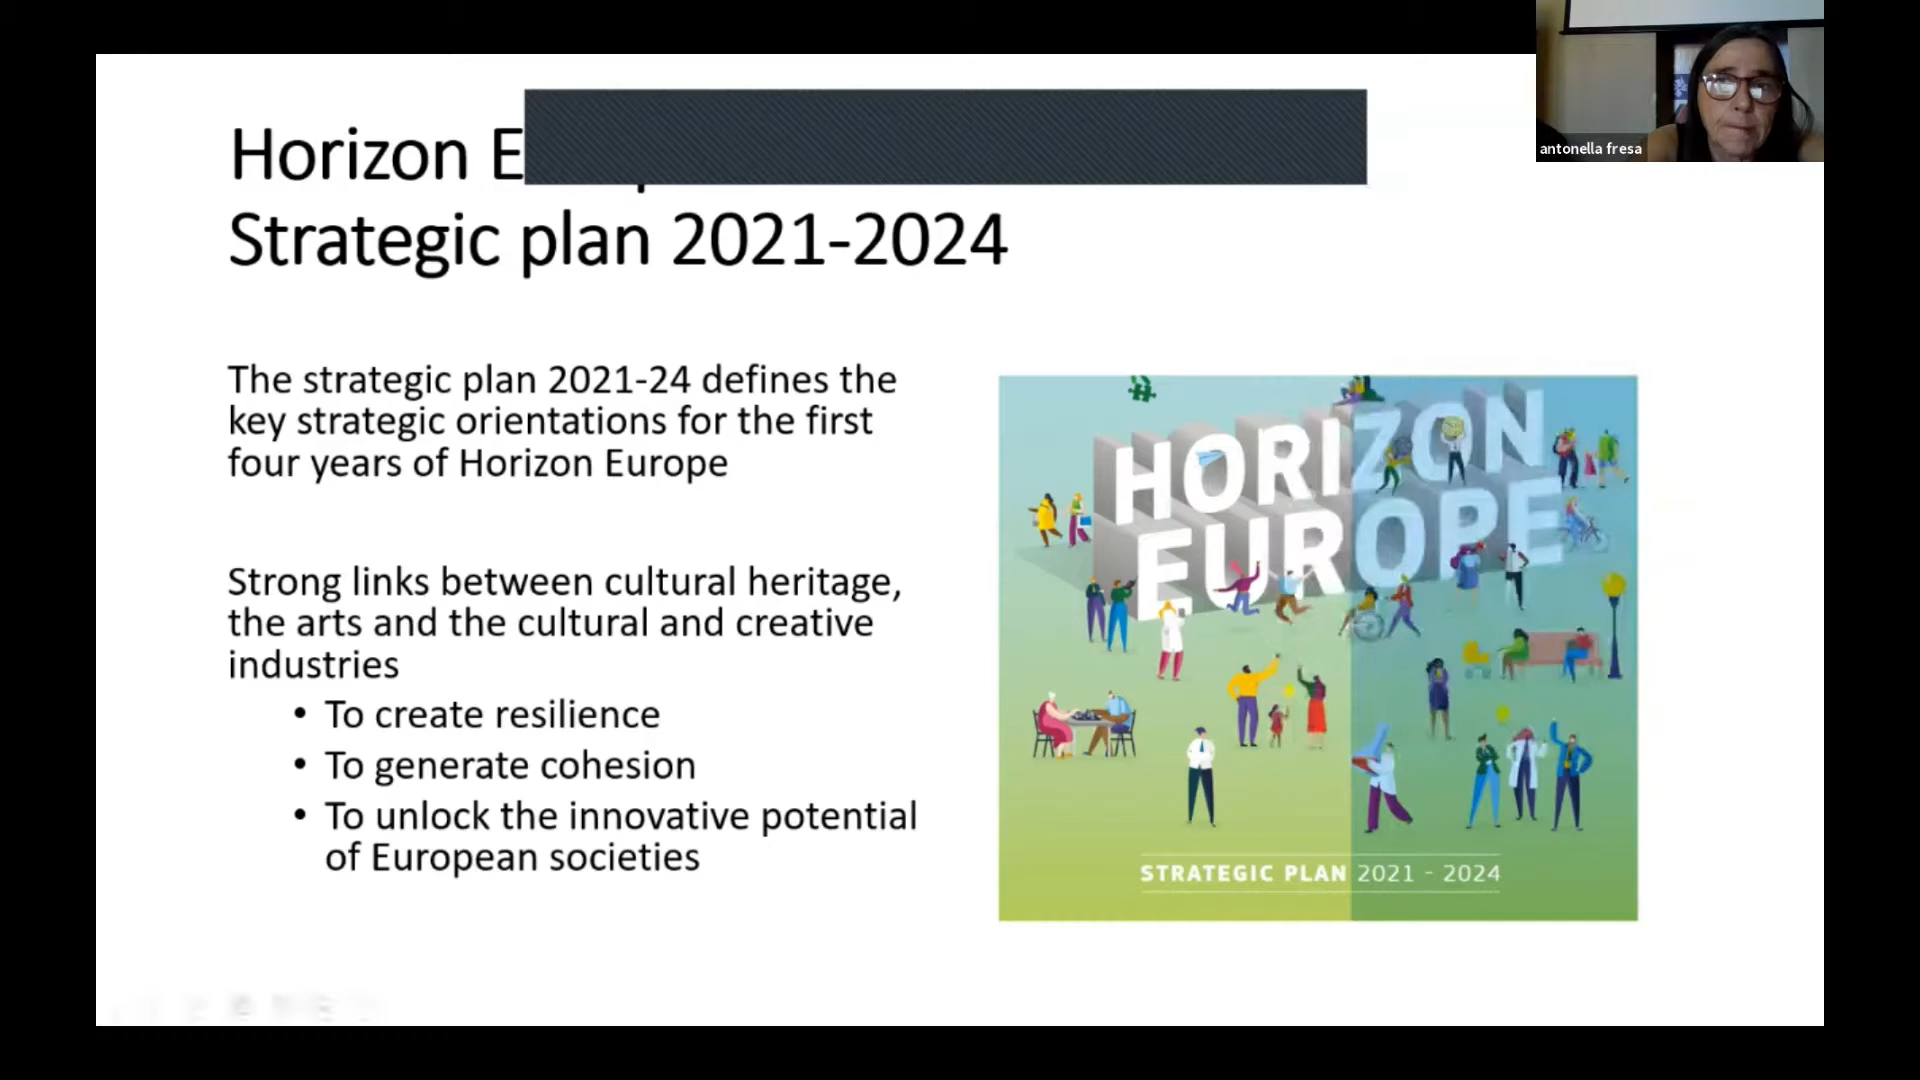 Horizon E
Strategic plan 2021-2024
The strategic plan 2021-24 defines the
key strategic orientations for the first
four years of Horizon Europe
Strong links between cultural heritage,
the arts and the cultural and creative
industries
• To create resilience
• To generate cohesion
• To unlock the innovative potential
of European societies
HORIZON
EUROPE
STRATEGIC PLAN 2021 - 2024
antonella fresa